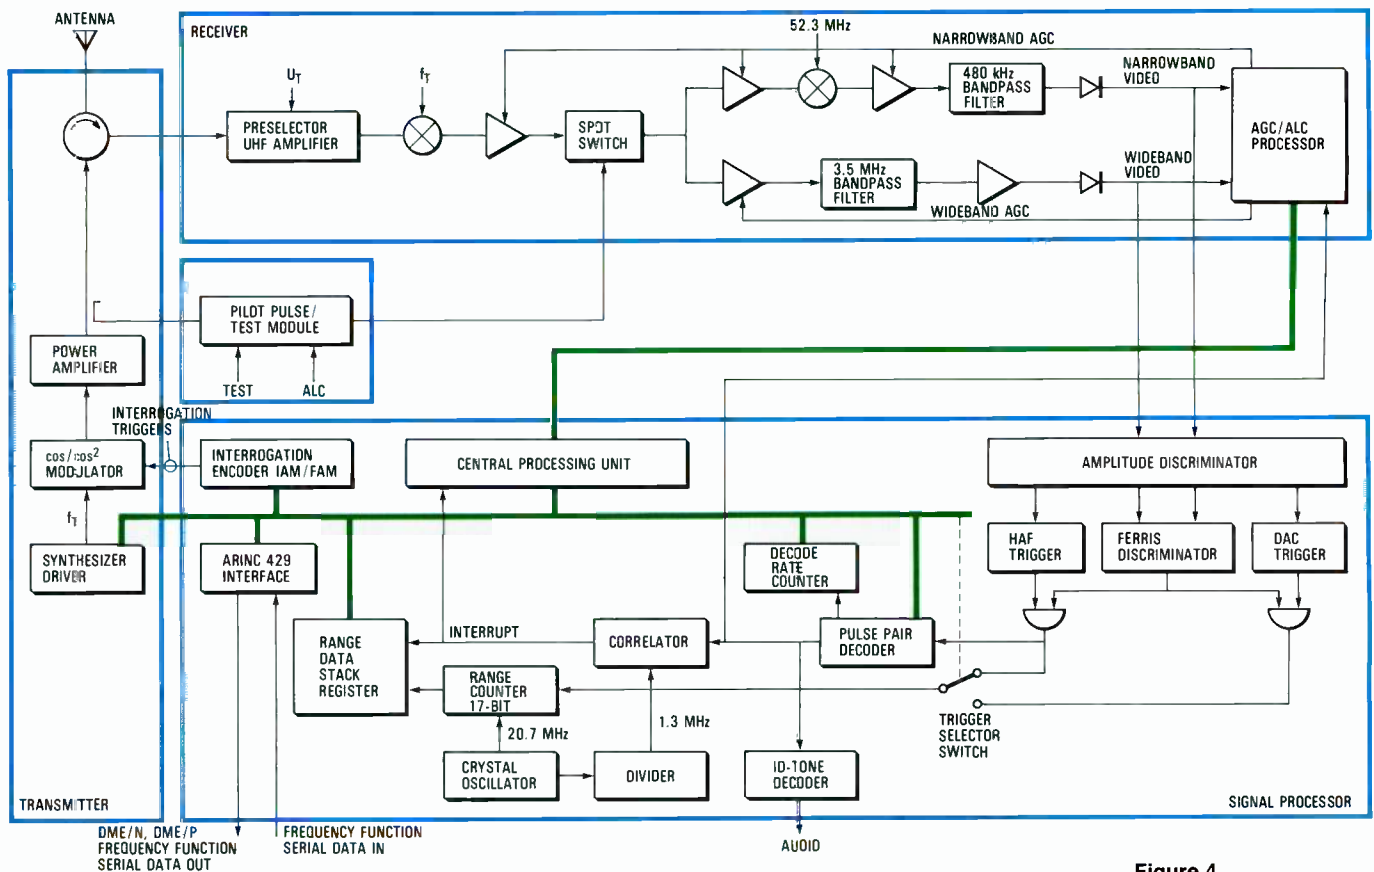 ANTENNA
RECEIVER
U_T
f_T
PRESELECTOR
UHF AMPLIFIER
SPDT
SWITCH
52.3 MHz
NARROWBAND AGC
480 kHz
BANDPASS
FILTER
NARROWBAND
VIDEO
AGC/ALC
PROCESSOR
3.5 MHz
BANDPASS
FILTER
WIDEBAND
VIDEO
WIDEBAND AGC
PILOT PULSE/
TEST MODULE
TEST
ALC
POWER
AMPLIFIER
INTERROGATION
TRIGGERS
cos/cos²
MODULATOR
f_T
SYNTHESIZER
DRIVER
TRANSMITTER
INTERROGATION
ENCODER IAM/FAM
CENTRAL PROCESSING UNIT
AMPLITUDE DISCRIMINATOR
HAF
TRIGGER
FERRIS
DISCRIMINATOR
DAC
TRIGGER
ARINC 429
INTERFACE
DECODE
RATE
COUNTER
RANGE
DATA
STACK
REGISTER
INTERRUPT
CORRELATOR
PULSE PAIR
DECODER
RANGE
COUNTER
17-BIT
20.7 MHz
1.3 MHz
TRIGGER
SELECTOR
SWITCH
CRYSTAL
OSCILLATOR
DIVIDER
ID-TONE
DECODER
SIGNAL PROCESSOR
DME/N, DME/P
FREQUENCY FUNCTION
SERIAL DATA OUT
FREQUENCY FUNCTION
SERIAL DATA IN
AUDIO
Figure 4